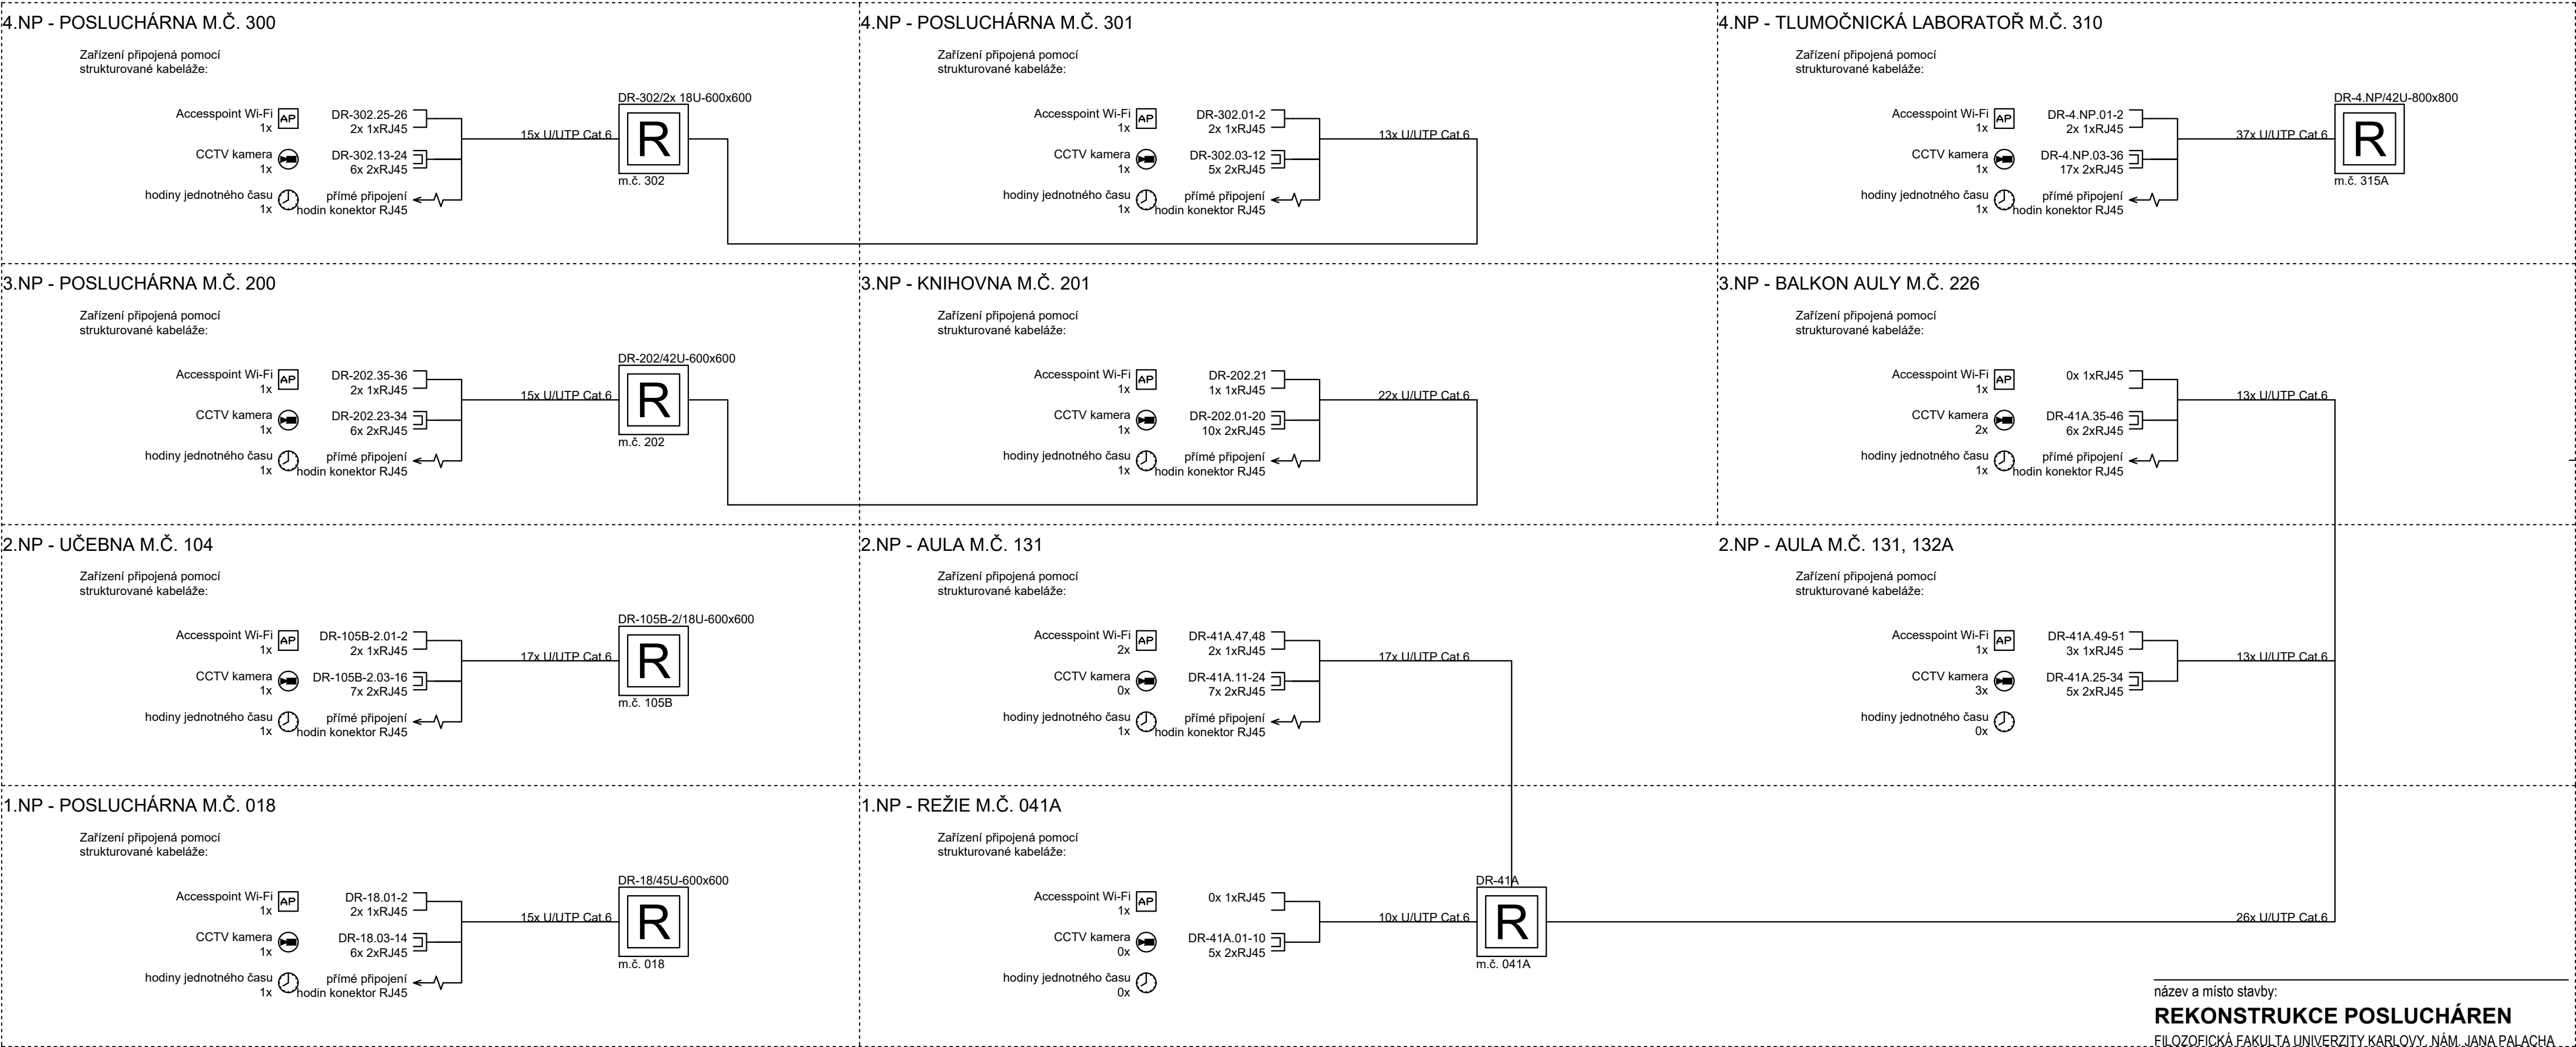 4.NP - POSLUCHÁRNA M.Č. 300
Zařízení připojená pomocí
strukturované kabeláže:
Accesspoint Wi-Fi
1x
AP
DR-302.25-26
2x 1xRJ45
CCTV kamera
1x
DR-302.13-24
6x 2xRJ45
hodiny jednotného času
1x
přímé připojení
hodin konektor RJ45
15x U/UTP Cat.6
DR-302/2x 18U-600x600
R
m.č. 302
4.NP - POSLUCHÁRNA M.Č. 301
Zařízení připojená pomocí
strukturované kabeláže:
Accesspoint Wi-Fi
1x
AP
DR-302.01-2
2x 1xRJ45
CCTV kamera
1x
DR-302.03-12
5x 2xRJ45
hodiny jednotného času
1x
přímé připojení
hodin konektor RJ45
13x U/UTP Cat.6
4.NP - TLUMOČNICKÁ LABORATOŘ M.Č. 310
Zařízení připojená pomocí
strukturované kabeláže:
Accesspoint Wi-Fi
1x
AP
DR-4.NP.01-2
2x 1xRJ45
CCTV kamera
1x
DR-4.NP.03-36
17x 2xRJ45
hodiny jednotného času
1x
přímé připojení
hodin konektor RJ45
37x U/UTP Cat.6
DR-4.NP/42U-800x800
R
m.č. 315A
3.NP - POSLUCHÁRNA M.Č. 200
Zařízení připojená pomocí
strukturované kabeláže:
Accesspoint Wi-Fi
1x
AP
DR-202.35-36
2x 1xRJ45
CCTV kamera
1x
DR-202.23-34
6x 2xRJ45
hodiny jednotného času
1x
přímé připojení
hodin konektor RJ45
15x U/UTP Cat.6
DR-202/42U-600x600
R
m.č. 202
3.NP - KNIHOVNA M.Č. 201
Zařízení připojená pomocí
strukturované kabeláže:
Accesspoint Wi-Fi
1x
AP
DR-202.21
1x 1xRJ45
CCTV kamera
1x
DR-202.01-20
10x 2xRJ45
hodiny jednotného času
1x
přímé připojení
hodin konektor RJ45
22x U/UTP Cat.6
3.NP - BALKON AULY M.Č. 226
Zařízení připojená pomocí
strukturované kabeláže:
Accesspoint Wi-Fi
1x
AP
0x 1xRJ45
CCTV kamera
2x
DR-41A.35-46
6x 2xRJ45
hodiny jednotného času
1x
přímé připojení
hodin konektor RJ45
13x U/UTP Cat.6
2.NP - UČEBNA M.Č. 104
Zařízení připojená pomocí
strukturované kabeláže:
Accesspoint Wi-Fi
1x
AP
DR-105B-2.01-2
2x 1xRJ45
CCTV kamera
1x
DR-105B-2.03-16
7x 2xRJ45
hodiny jednotného času
1x
přímé připojení
hodin konektor RJ45
17x U/UTP Cat.6
DR-105B-2/18U-600x600
R
m.č. 105B
2.NP - AULA M.Č. 131
Zařízení připojená pomocí
strukturované kabeláže:
Accesspoint Wi-Fi
2x
AP
DR-41A.47,48
2x 1xRJ45
CCTV kamera
0x
DR-41A.11-24
7x 2xRJ45
hodiny jednotného času
1x
přímé připojení
hodin konektor RJ45
17x U/UTP Cat.6
2.NP - AULA M.Č. 131, 132A
Zařízení připojená pomocí
strukturované kabeláže:
Accesspoint Wi-Fi
1x
AP
DR-41A.49-51
3x 1xRJ45
CCTV kamera
3x
DR-41A.25-34
5x 2xRJ45
hodiny jednotného času
0x
13x U/UTP Cat.6
1.NP - POSLUCHÁRNA M.Č. 018
Zařízení připojená pomocí
strukturované kabeláže:
Accesspoint Wi-Fi
1x
AP
DR-18.01-2
2x 1xRJ45
CCTV kamera
1x
DR-18.03-14
6x 2xRJ45
hodiny jednotného času
1x
přímé připojení
hodin konektor RJ45
15x U/UTP Cat.6
DR-18/45U-600x600
R
m.č. 018
1.NP - REŽIE M.Č. 041A
Zařízení připojená pomocí
strukturované kabeláže:
Accesspoint Wi-Fi
1x
AP
0x 1xRJ45
CCTV kamera
0x
DR-41A.01-10
5x 2xRJ45
hodiny jednotného času
0x
10x U/UTP Cat.6
DR-41A
R
m.č. 041A
26x U/UTP Cat.6
název a místo stavby:
REKONSTRUKCE POSLUCHÁREN
FILOZOFICKÁ FAKULTA UNIVERZITY KARLOVY, NÁM. JANA PALACHA